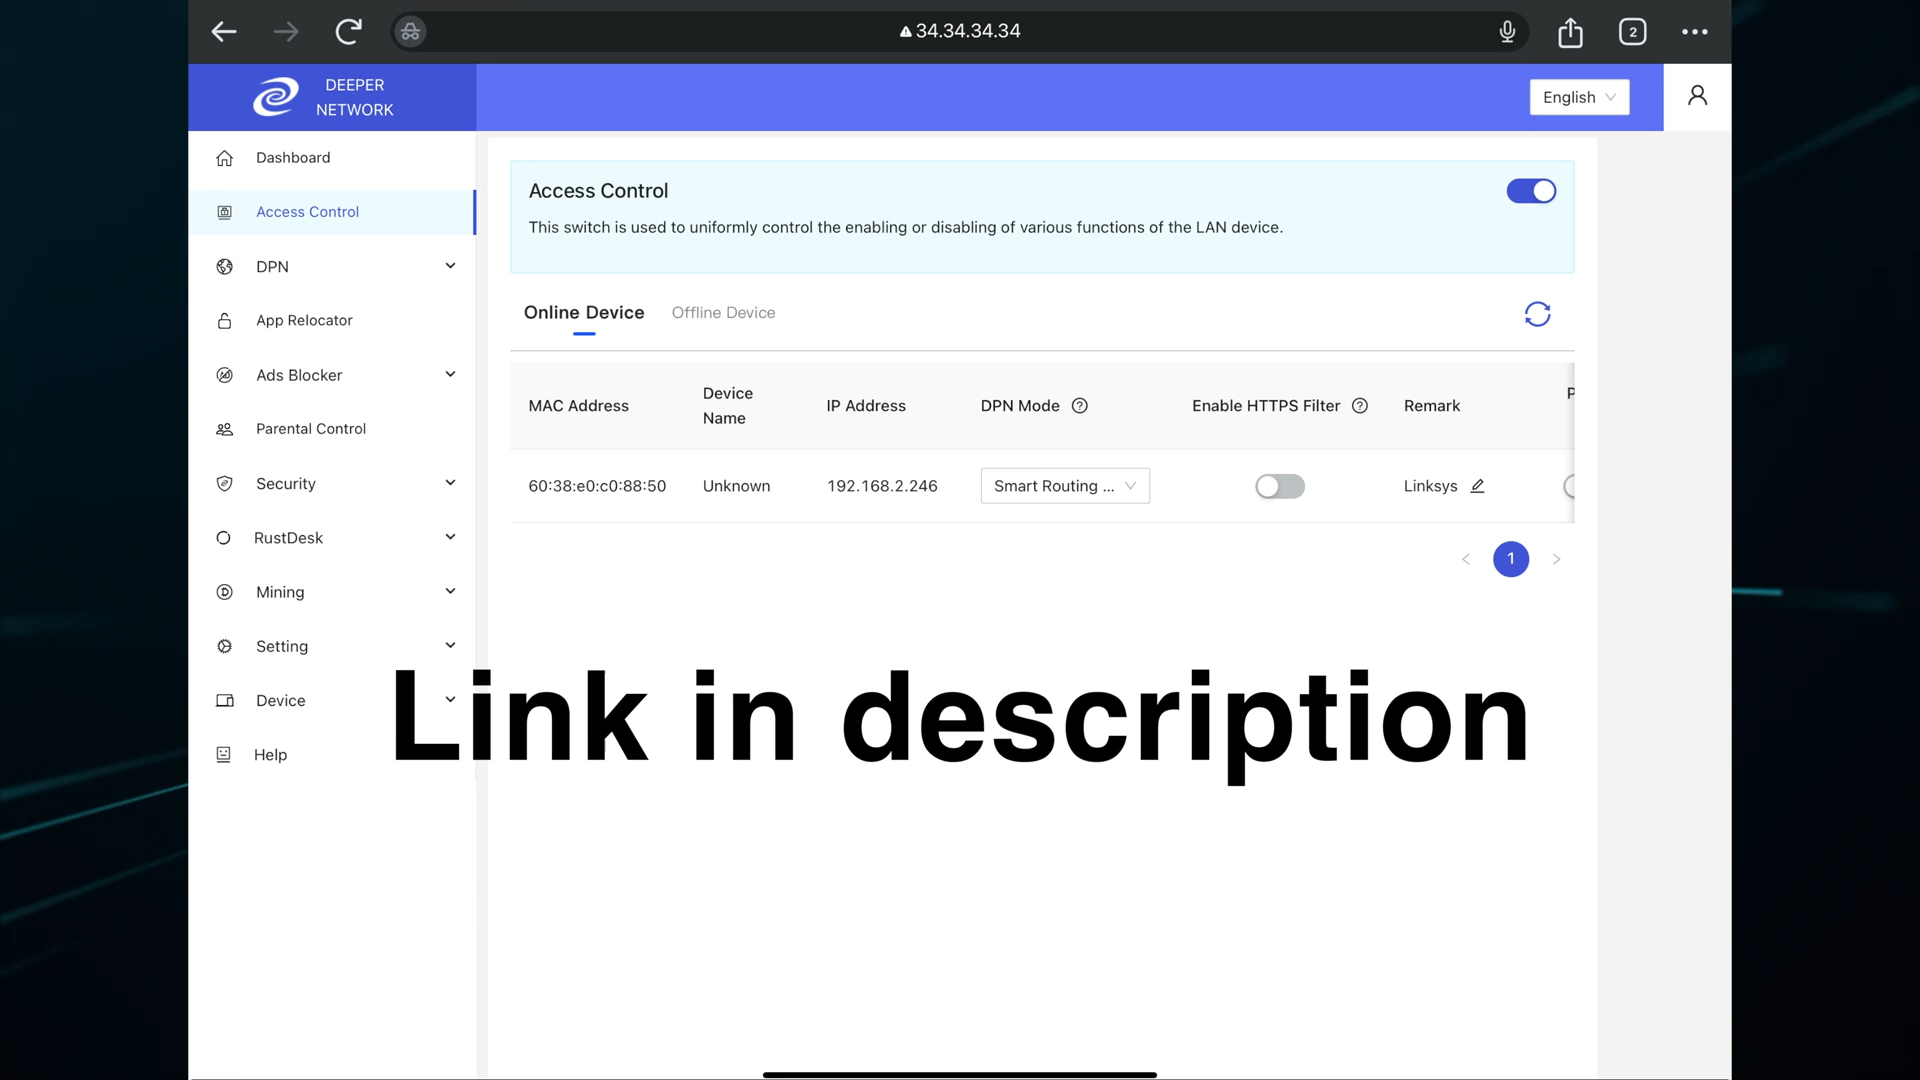 34.34.34.34
2
DEEPER
NETWORK
English
Dashboard
Access Control
DPN
App Relocator
Ads Blocker
Parental Control
Security
RustDesk
Mining
Setting
Device
Help
Access Control
This switch is used to uniformly control the enabling or disabling of various functions of the LAN device.
Online Device
Offline Device
MAC Address
Device
Name
IP Address
DPN Mode
Enable HTTPS Filter
Remark
P
60:38:e0:c0:88:50
Unknown
192.168.2.246
Smart Routing ...
Linksys
< 1 >
Link in description